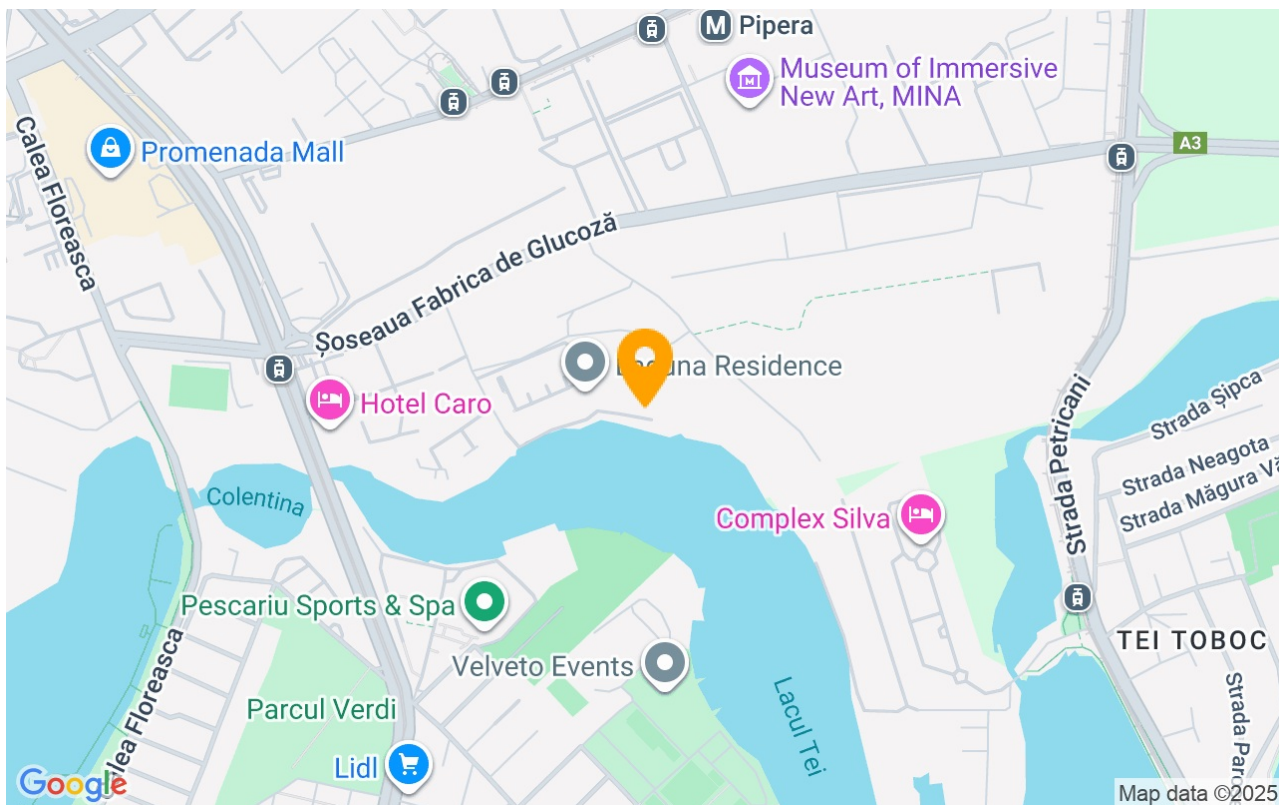 M Pipera
Museum of Immersive
New Art, MINA
A3
Promenada Mall
Calea Floreasca
Șoseaua Fabrica de Glucoză
Laguna Residence
Hotel Caro
Strada Petricani
Strada Șipca
Strada Neagota
Strada Măgura Vă
Colentina
Complex Silva
Pescariu Sports & Spa
TEI TOBOC
Velveto Events
Calea Floreasca
Parcul Verdi
Lacul Tei
Strada Paro
Lidl
Google
Map data ©2025